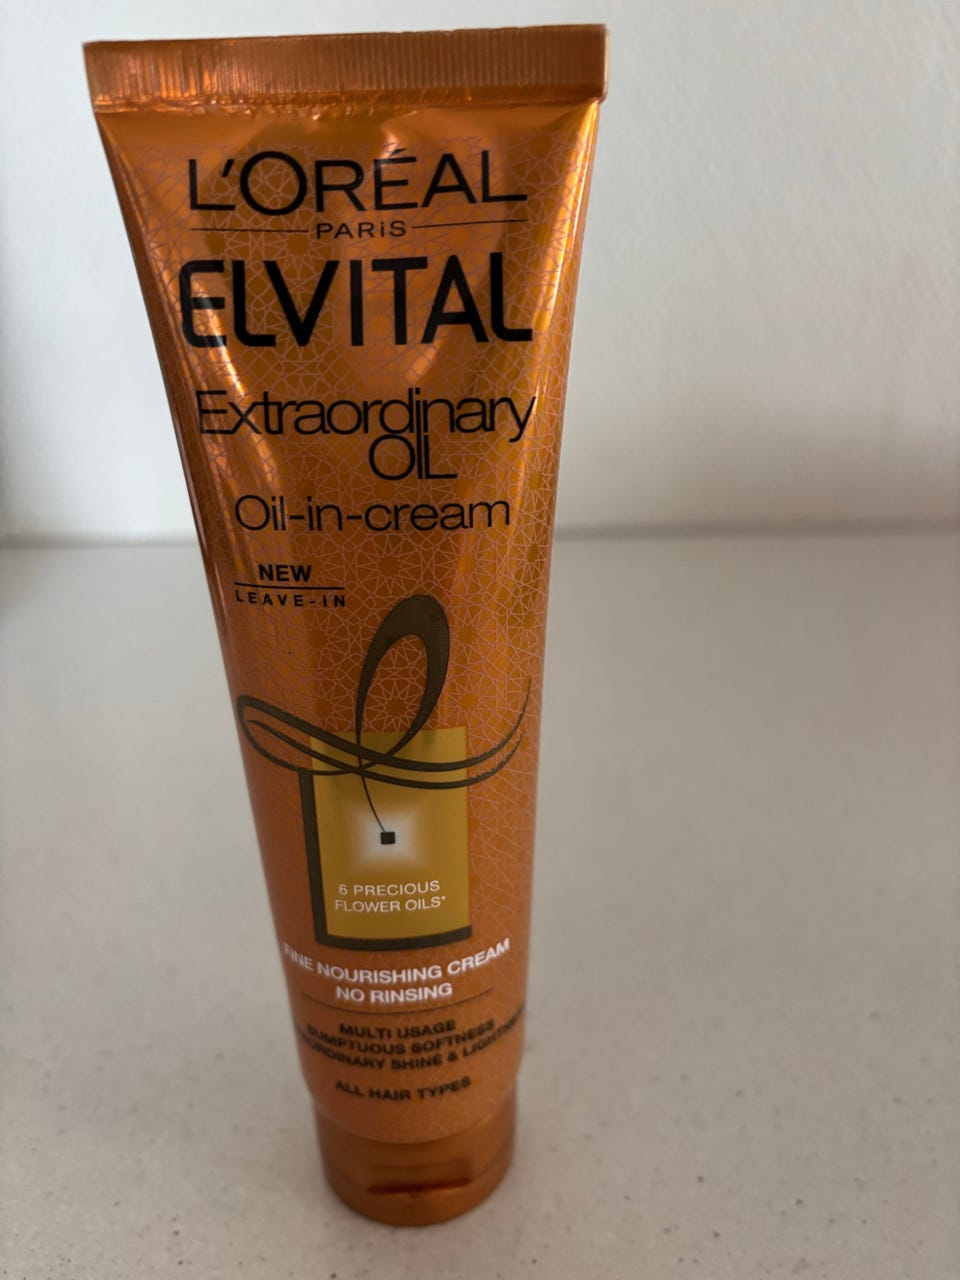 L'ORÉAL
PARiS
ELVITAL
Extraordinary
OIL
Oil-in-cream
NEW
LEAVE-IN
6 PRECIOUS
FLOWER OILS*
FINE NOURISHING CREAM
NO RINSING
MULTI USAGE
SUMPTUOUS SOFTNESS
SHINE &
ALL HAIR TYPES